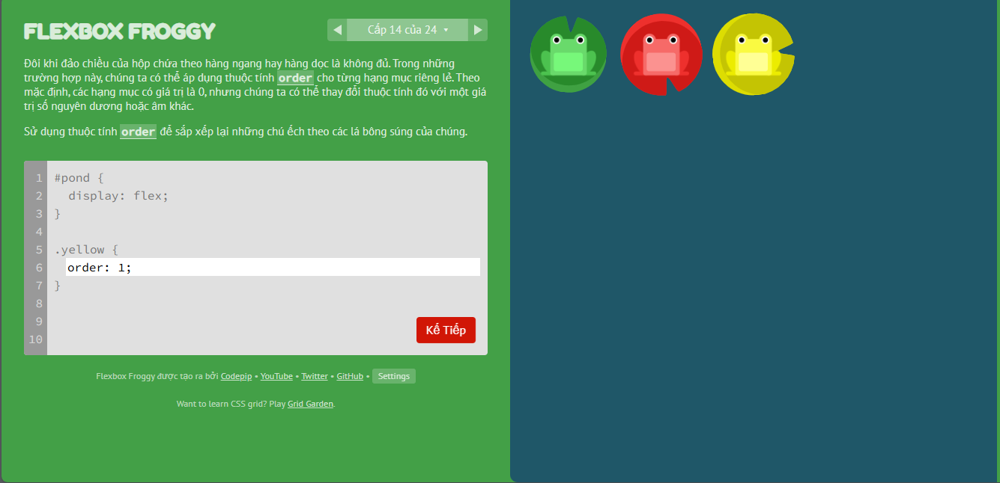 FLEXBOX FROGGY
Cấp 14 của 24
Đôi khi đảo chiều của hộp chứa theo hàng ngang hay hàng dọc là không đủ. Trong những
trường hợp này, chúng ta có thể áp dụng thuộc tính order cho từng hạng mục riêng lẻ. Theo
mặc định, các hạng mục có giá trị là 0, nhưng chúng ta có thể thay đổi thuộc tính đó với một giá
trị số nguyên dương hoặc âm khác.
Sử dụng thuộc tính order để sắp xếp lại những chú ếch theo các lá bông súng của chúng.
1 #pond {
2 display: flex;
3 }
4
5 .yellow {
6 order: 1;
7 }
8
9
10
Kế Tiếp
Flexbox Froggy được tạo ra bởi Codepip • YouTube • Twitter • GitHub • Settings
Want to learn CSS grid? Play Grid Garden.